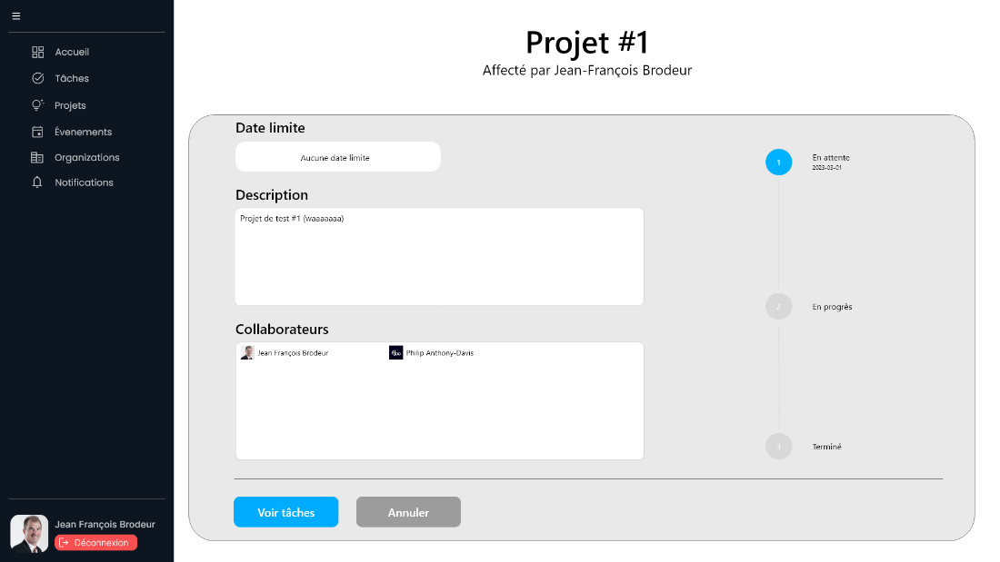 Accueil
Tâches
Projets
Évenements
Organizations
Notifications
Jean François Brodeur
Déconnexion
Projet #1
Affecté par Jean-François Brodeur
Date limite
Aucune date limite
Description
Projet de test #1 (waaaaaaa)
Collaborateurs
Jean François Brodeur
Philip Anthony-Davis
1
En attente
2023-03-01
2
En progrès
3
Terminé
Voir tâches
Annuler